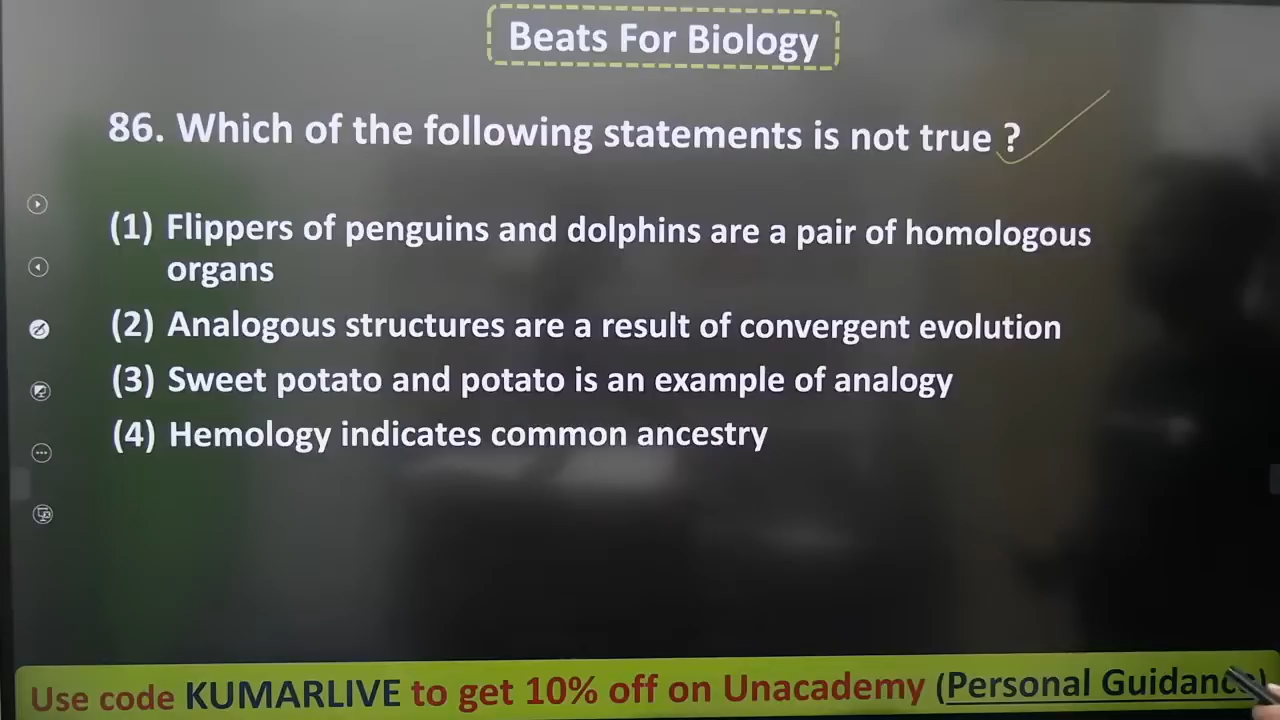 Beats For Biology
86. Which of the following statements is not true ?
(1) Flippers of penguins and dolphins are a pair of homologous
organs
(2) Analogous structures are a result of convergent evolution
(3) Sweet potato and potato is an example of analogy
(4) Hemology indicates common ancestry
Use code KUMARLIVE to get 10% off on Unacademy (Personal Guidance)